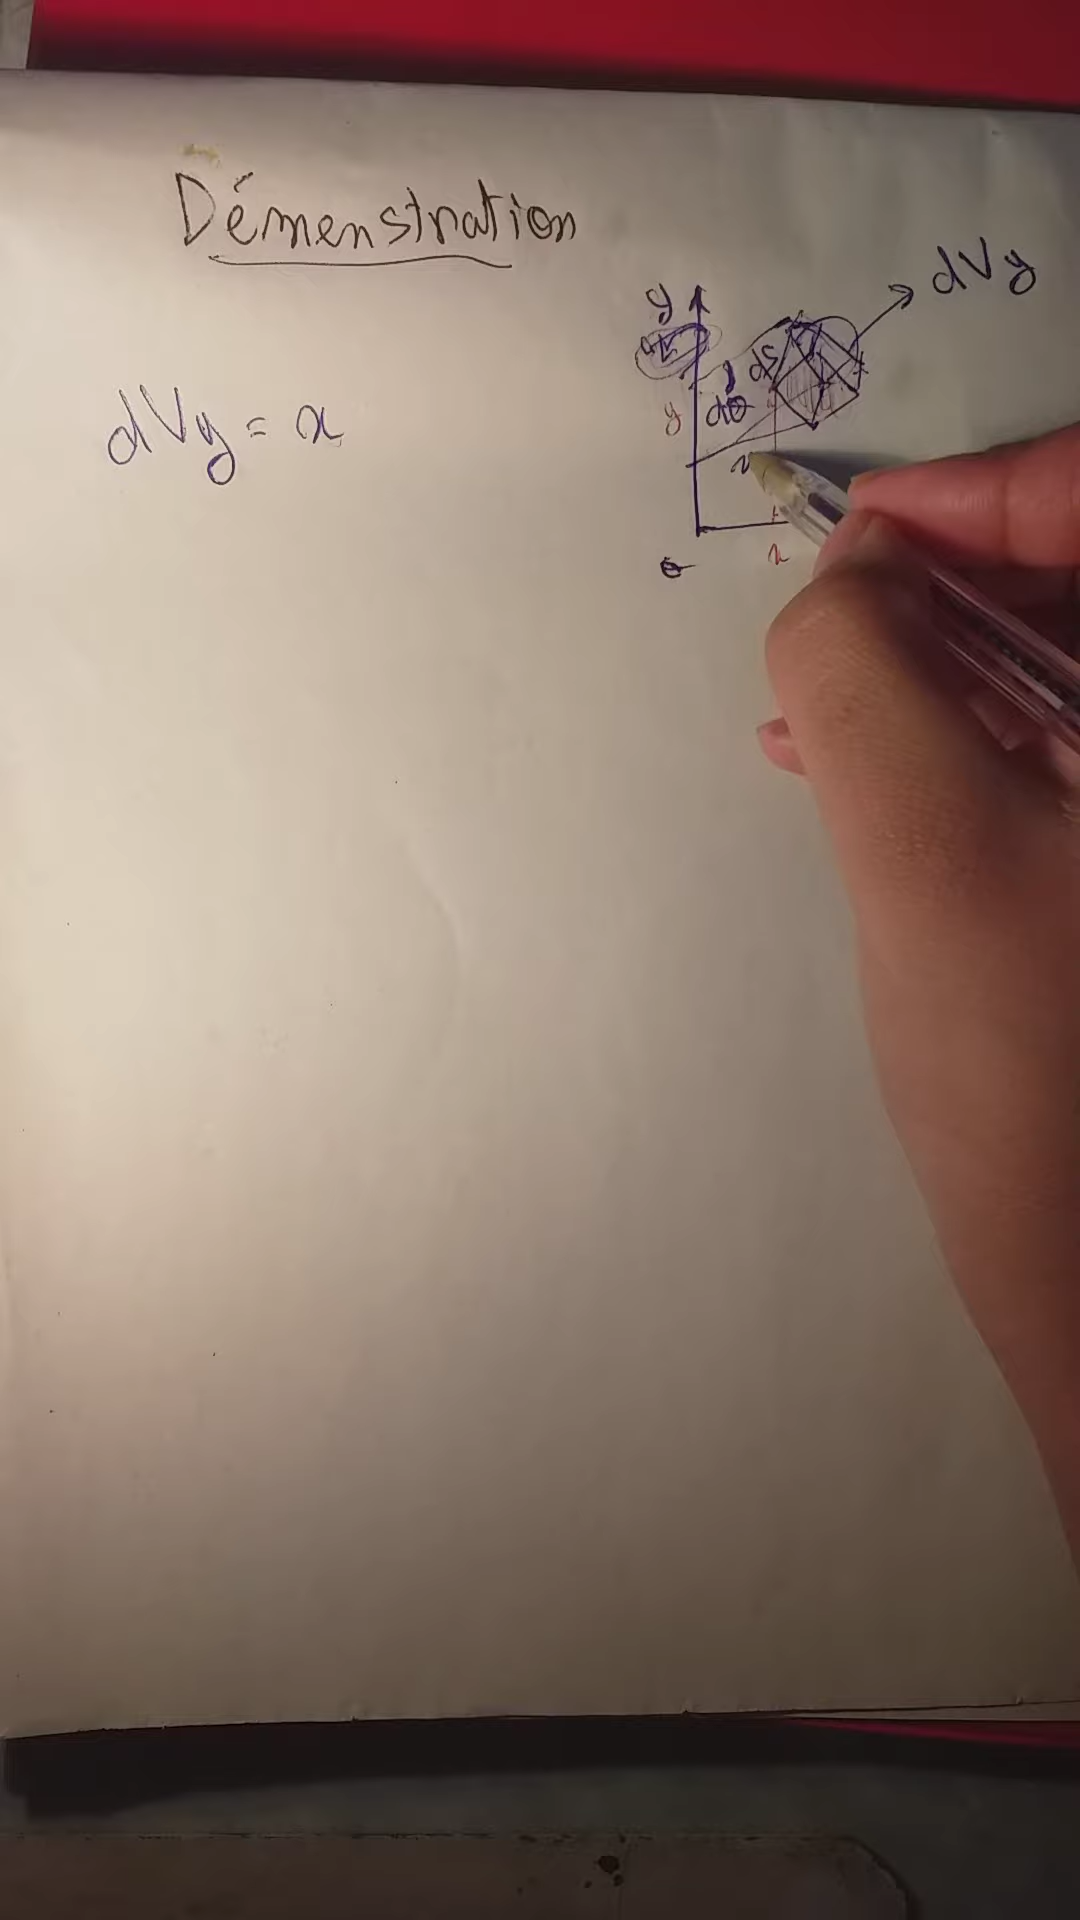 Démenstration
dVy
y
ds
y dθ
x
dVy = x
x